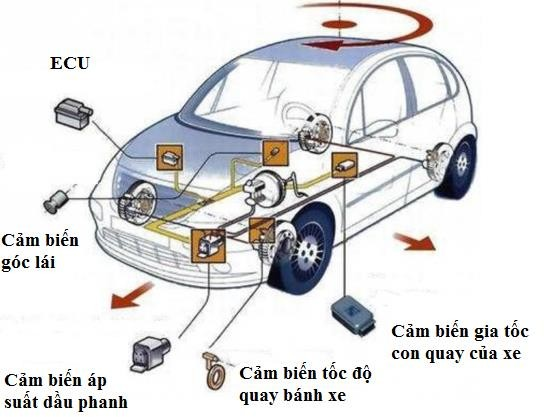 ECU
Cảm biến
góc lái
Cảm biến áp
suất dầu phanh
Cảm biến tốc độ
quay bánh xe
Cảm biến gia tốc
con quay của xe